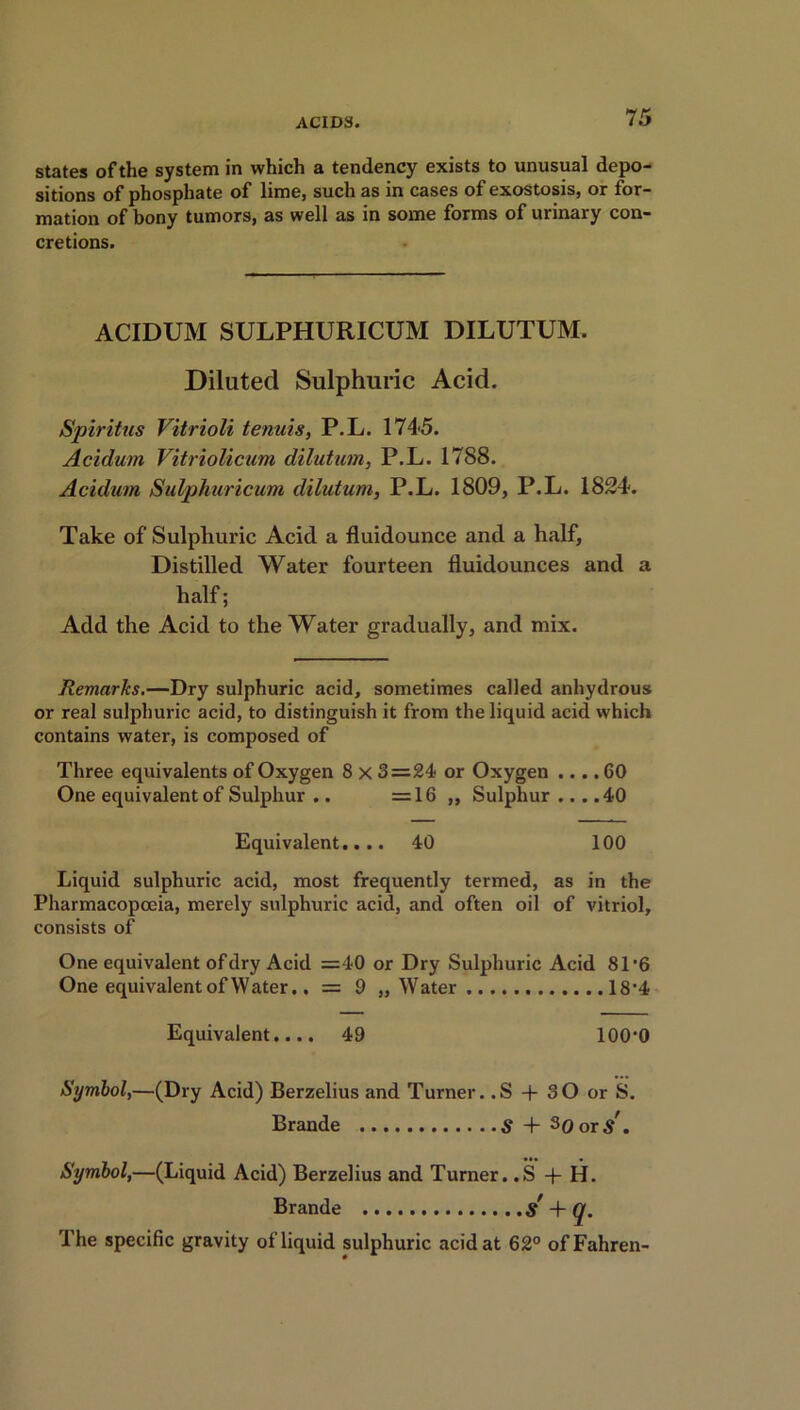 ACIDS.
75
states of the system in which a tendency exists to unusual depo-
sitions of phosphate of lime, such as in cases of exostosis, or for-
mation of bony tumors, as well as in some forms of urinary con-
cretions.
ACIDUM SULPHURICUM DILUTUM.
Diluted Sulphuric Acid.
Spiritus Vitrioli tenuis, P.L. 1745.
Acidum Vitriolicum dilutum, P.L. 1788.
Acidum Sulphuricum dilutum, P.L. 1809, P.L. 1824.
Take of Sulphuric Acid a fluidounce and a half,
Distilled Water fourteen fluidounces and a
half;
Add the Acid to the Water gradually, and mix.
Remarks.—Dry sulphuric acid, sometimes called anhydrous
or real sulphuric acid, to distinguish it from the liquid acid which
contains water, is composed of
Three equivalents of Oxygen 8 x 3=24 or Oxygen ....60
One equivalent of Sulphur .. =16 ,, Sulphur ....40
Equivalent.... 40 100
Liquid sulphuric acid, most frequently termed, as in the
Pharmacopœia, merely sulphuric acid, and often oil of vitriol,
consists of
One equivalent of dry Acid =40 or Dry Sulphuric Acid 81·6
One equivalent of Water.. = 9 ,, Water .............18·4
Equivalent.... 49 100·0
Symbol,—(Dry Acid) Berzelius and Turner..S + 3O or S⃛.
Brande ............s + 3o or s′.
Symbol,—(Liquid Acid) Berzelius and Turner..S⃛ + Ḣ.
Brande ..............s′ + q.
The specific gravity of liquid sulphuric acid at 62° of Fahren-